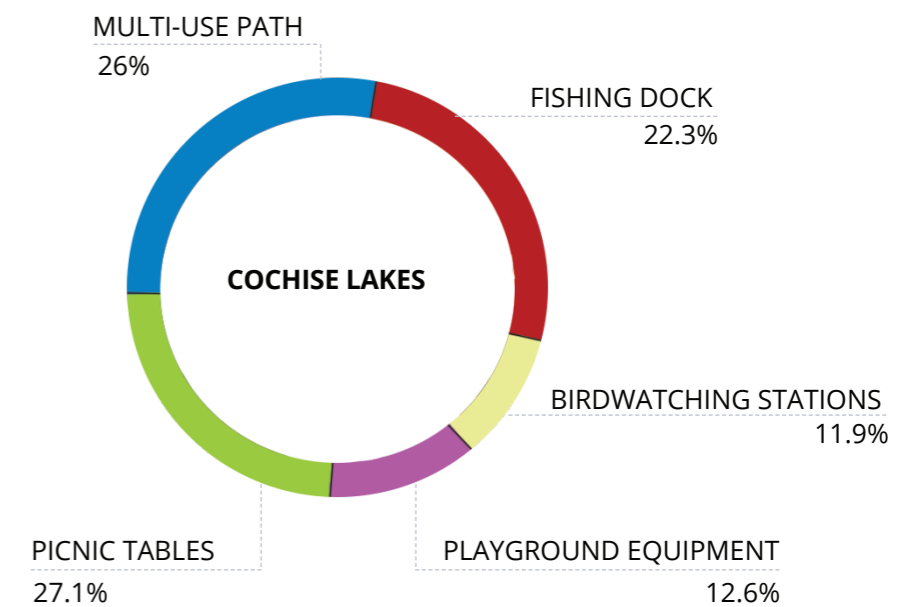 MULTI-USE PATH
26%
FISHING DOCK
22.3%
COCHISE LAKES
BIRDWATCHING STATIONS
11.9%
PICNIC TABLES
27.1%
PLAYGROUND EQUIPMENT
12.6%